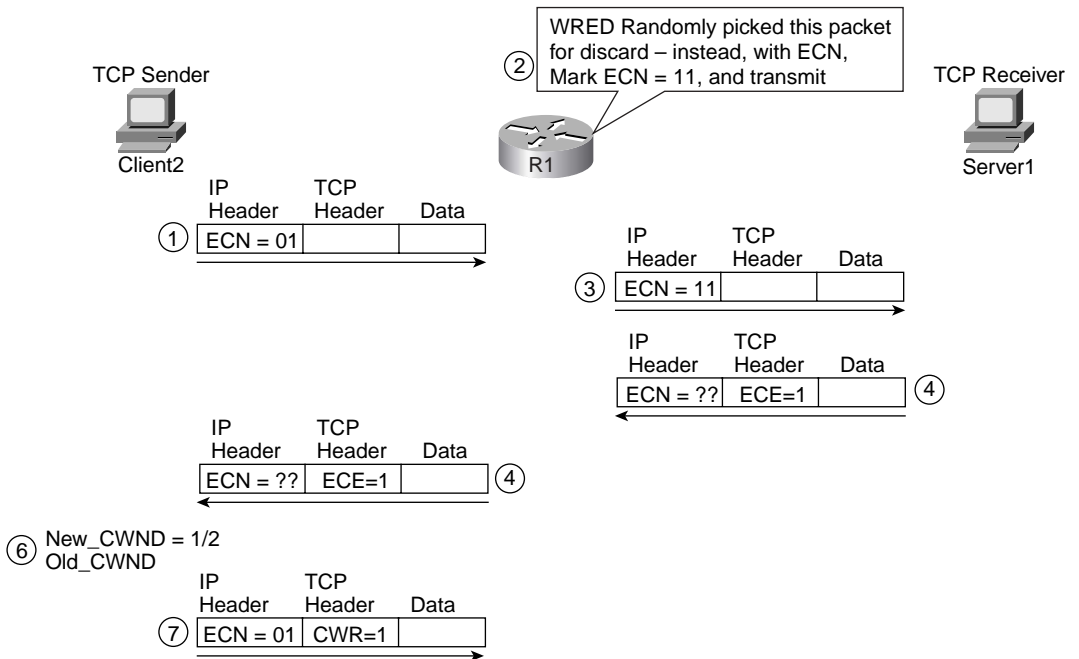 WRED Randomly picked this packet
for discard – instead, with ECN,
Mark ECN = 11, and transmit
2
TCP Sender
TCP Receiver
Client2
R1
Server1
IP Header TCP Header Data
1 ECN = 01
IP Header TCP Header Data
3 ECN = 11
IP Header TCP Header Data
ECN = ?? ECE=1 4
IP Header TCP Header Data
ECN = ?? ECE=1 4
6 New_CWND = 1/2
Old_CWND
IP Header TCP Header Data
7 ECN = 01 CWR=1